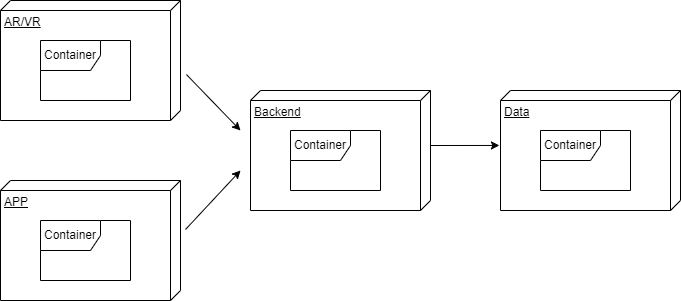 AR/VR
Container
Backend
Container
Data
Container
APP
Container